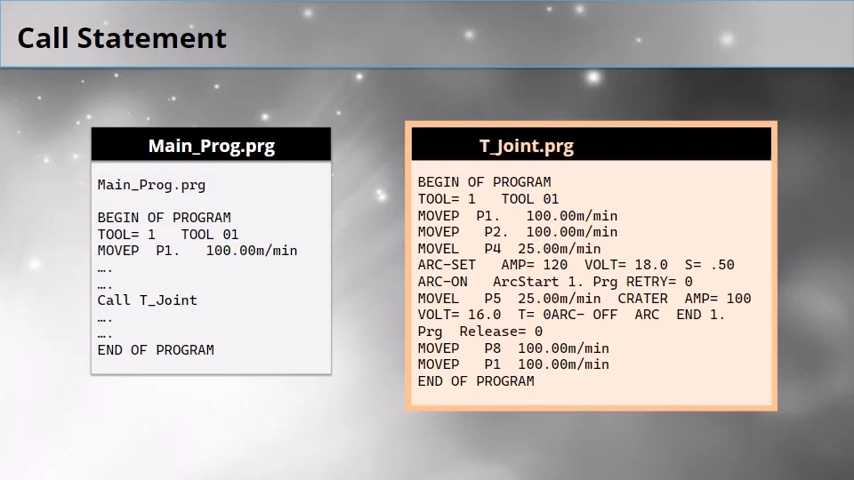 Call Statement
Main_Prog.prg
Main_Prog.prg
BEGIN OF PROGRAM
TOOL= 1 TOOL 01
MOVEP P1. 100.00m/min
….
….
Call T_Joint
….
….
END OF PROGRAM
T_Joint.prg
BEGIN OF PROGRAM
TOOL= 1 TOOL 01
MOVEP P1. 100.00m/min
MOVEP P2. 100.00m/min
MOVEL P4 25.00m/min
ARC-SET AMP= 120 VOLT= 18.0 S= .50
ARC-ON ArcStart 1. Prg RETRY= 0
MOVEL P5 25.00m/min CRATER AMP= 100
VOLT= 16.0 T= 0ARC- OFF ARC END 1.
Prg Release= 0
MOVEP P8 100.00m/min
MOVEP P1 100.00m/min
END OF PROGRAM